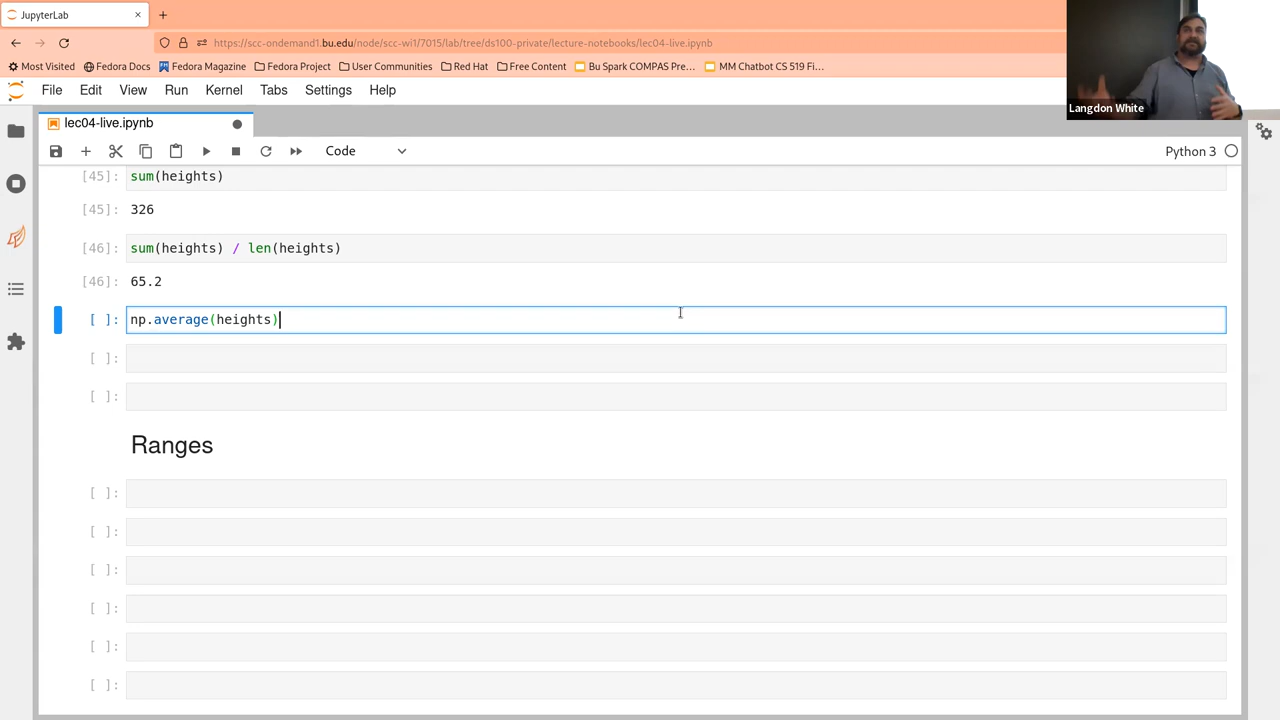 JupyterLab
https://scc-ondemand1.bu.edu/node/scc-wi1/7015/lab/tree/ds100-private/lecture-notebooks/lec04-live.ipynb
Most Visited Fedora Docs Fedora Magazine Fedora Project User Communities Red Hat Free Content Bu Spark COMPAS Pre... MM Chatbot CS 519 Fi...
Langdon White
File Edit View Run Kernel Tabs Settings Help
lec04-live.ipynb
Code Python 3
[45]: sum(heights)
[45]: 326
[46]: sum(heights) / len(heights)
[46]: 65.2
[ ]: np.average(heights)
[ ]:
[ ]:
Ranges
[ ]:
[ ]:
[ ]:
[ ]:
[ ]:
[ ]: